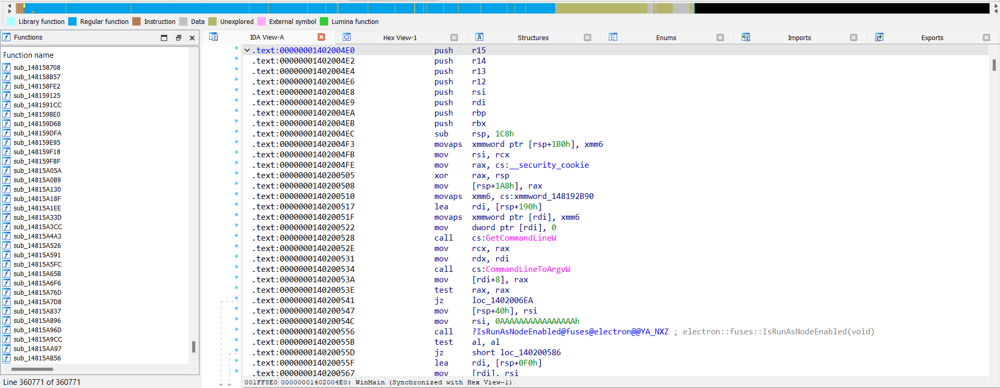 Library function Regular function Instruction Data Unexplored External symbol Lumina function
Functions
Function name
sub_148158708
sub_148158B57
sub_148158FE2
sub_148159125
sub_1481591CC
sub_148159BE0
sub_148159D6B
sub_148159DFA
sub_148159E95
sub_148159F18
sub_148159F8F
sub_14815A05A
sub_14815A0B9
sub_14815A130
sub_14815A18F
sub_14815A1EE
sub_14815A33D
sub_14815A3CC
sub_14815A4A3
sub_14815A526
sub_14815A591
sub_14815A5FC
sub_14815A65B
sub_14815A6F6
sub_14815A76D
sub_14815A7D8
sub_14815A837
sub_14815A896
sub_14815A96D
sub_14815A9CC
sub_14815AA97
sub_14815AB56
Line 360771 of 360771
IDA View-A Hex View-1 Structures Enums Imports Exports
.text:00000001402004E0 push r15
.text:00000001402004E2 push r14
.text:00000001402004E4 push r13
.text:00000001402004E6 push r12
.text:00000001402004E8 push rsi
.text:00000001402004E9 push rdi
.text:00000001402004EA push rbp
.text:00000001402004EB push rbx
.text:00000001402004EC sub rsp, 1C8h
.text:00000001402004F3 movaps xmmword ptr [rsp+1B0h], xmm6
.text:00000001402004FB mov rsi, rcx
.text:00000001402004FE mov rax, cs:__security_cookie
.text:0000000140200505 xor rax, rsp
.text:0000000140200508 mov [rsp+1A8h], rax
.text:0000000140200510 movaps xmm6, cs:xmmword_148192B90
.text:0000000140200517 lea rdi, [rsp+190h]
.text:000000014020051F movaps xmmword ptr [rdi], xmm6
.text:0000000140200522 mov dword ptr [rdi], 0
.text:0000000140200528 call cs:GetCommandLineW
.text:000000014020052E mov rcx, rax
.text:0000000140200531 mov rdx, rdi
.text:0000000140200534 call cs:CommandLineToArgvW
.text:000000014020053A mov [rdi+8], rax
.text:000000014020053E test rax, rax
.text:0000000140200541 jz loc_1402006EA
.text:0000000140200547 mov [rsp+40h], rsi
.text:000000014020054C mov rsi, 0AAAAAAAAAAAAAAAAh
.text:0000000140200556 call ?IsRunAsNodeEnabled@fuses@electron@@YA_NXZ ; electron::fuses::IsRunAsNodeEnabled(void)
.text:000000014020055B test al, al
.text:000000014020055D jz short loc_140200586
.text:000000014020055F lea rdi, [rsp+0F0h]
.text:0000000140200567 mov [rdi], rsi
001FF8E0 00000001402004E0: WinMain (Synchronized with Hex View-1)